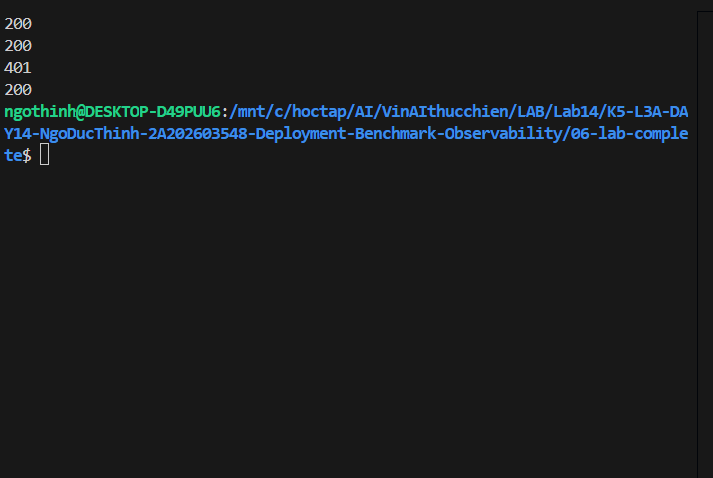 200
200
401
200
ngothinh@DESKTOP-D49PUU6:/mnt/c/hoctap/AI/VinAIthucchien/LAB/Lab14/K5-L3A-DA
Y14-NgoDucThinh-2A202603548-Deployment-Benchmark-Observability/06-lab-comple
te$